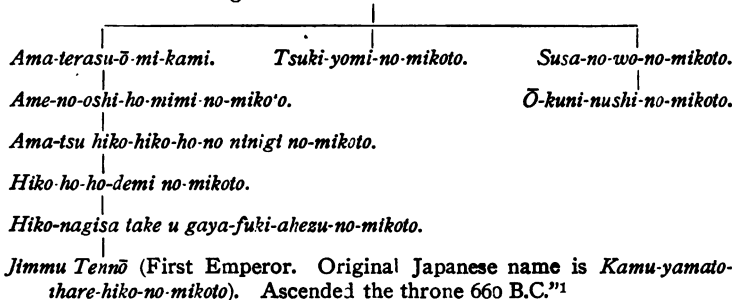 Ama-terasu-ō-mi-kami. Tsuki-yomi-no-mikoto. Susa-no-wo-no-mikoto.
Ame-no-oshi-ho-mimi-no-miko‘o. Ō-kuni-nushi-no-mikoto.
Ama-tsu hiko-hiko-ho-no ninigi no-mikoto.
Hiko-ho-ho-demi no-mikoto.
Hiko-nagisa take u gaya-fuki-ahezu-no-mikoto.
Jimmu Tennō (First Emperor. Original Japanese name is Kamu-yamato-
ihare-hiko-no-mikoto). Ascended the throne 660 B.C.”1